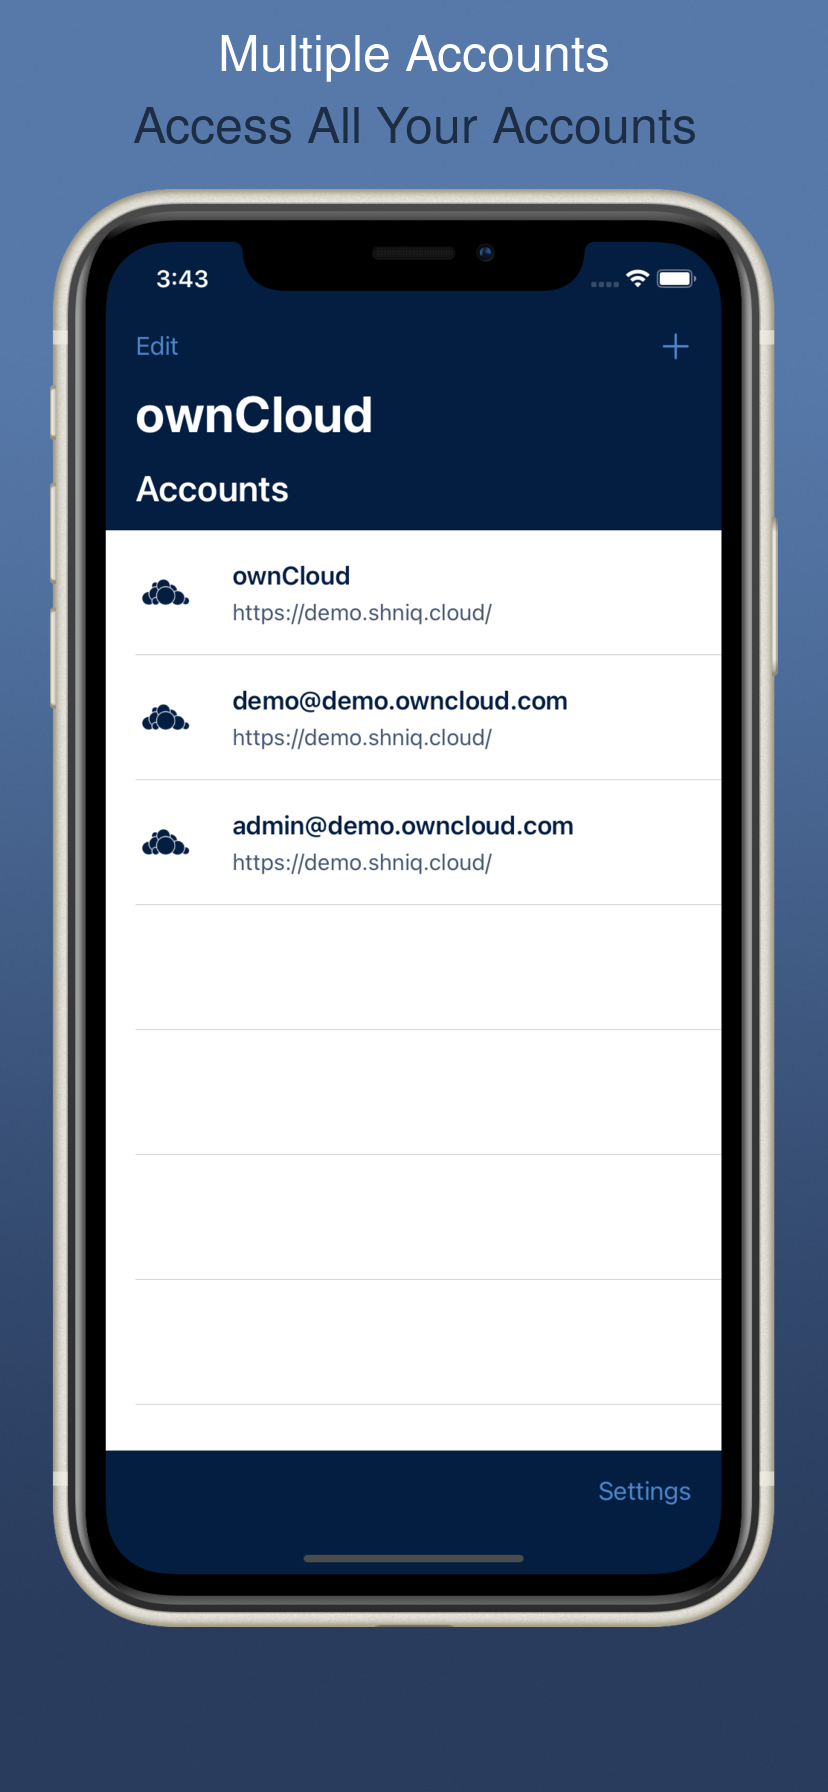 Multiple Accounts
Access All Your Accounts
3:43
Edit
ownCloud
Accounts
ownCloud
https://demo.shniq.cloud/
demo@demo.owncloud.com
https://demo.shniq.cloud/
admin@demo.owncloud.com
https://demo.shniq.cloud/
Settings